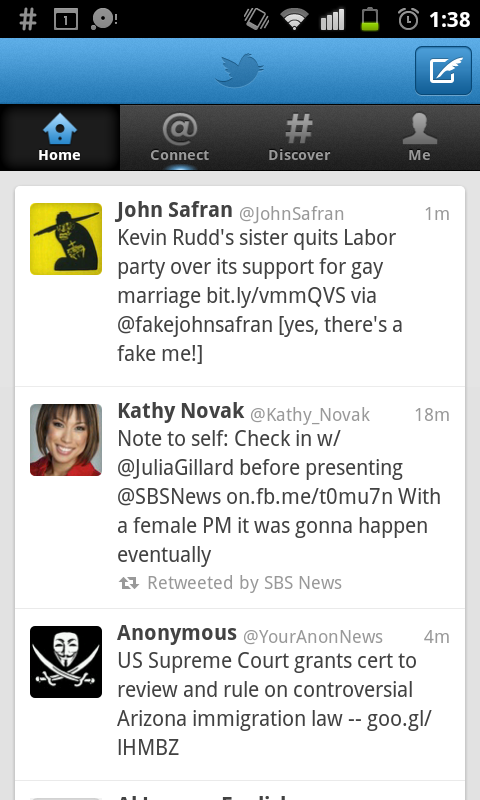 1
1:38
Home
@
Connect
#
Discover
Me
John Safran @JohnSafran 1m
Kevin Rudd's sister quits Labor
party over its support for gay
marriage bit.ly/vmmQVS via
@fakejohnsafran [yes, there's a
fake me!]
Kathy Novak @Kathy_Novak 18m
Note to self: Check in w/
@JuliaGillard before presenting
@SBSNews on.fb.me/t0mu7n With
a female PM it was gonna happen
eventually
Retweeted by SBS News
Anonymous @YourAnonNews 4m
US Supreme Court grants cert to
review and rule on controversial
Arizona immigration law -- goo.gl/
lHMBZ